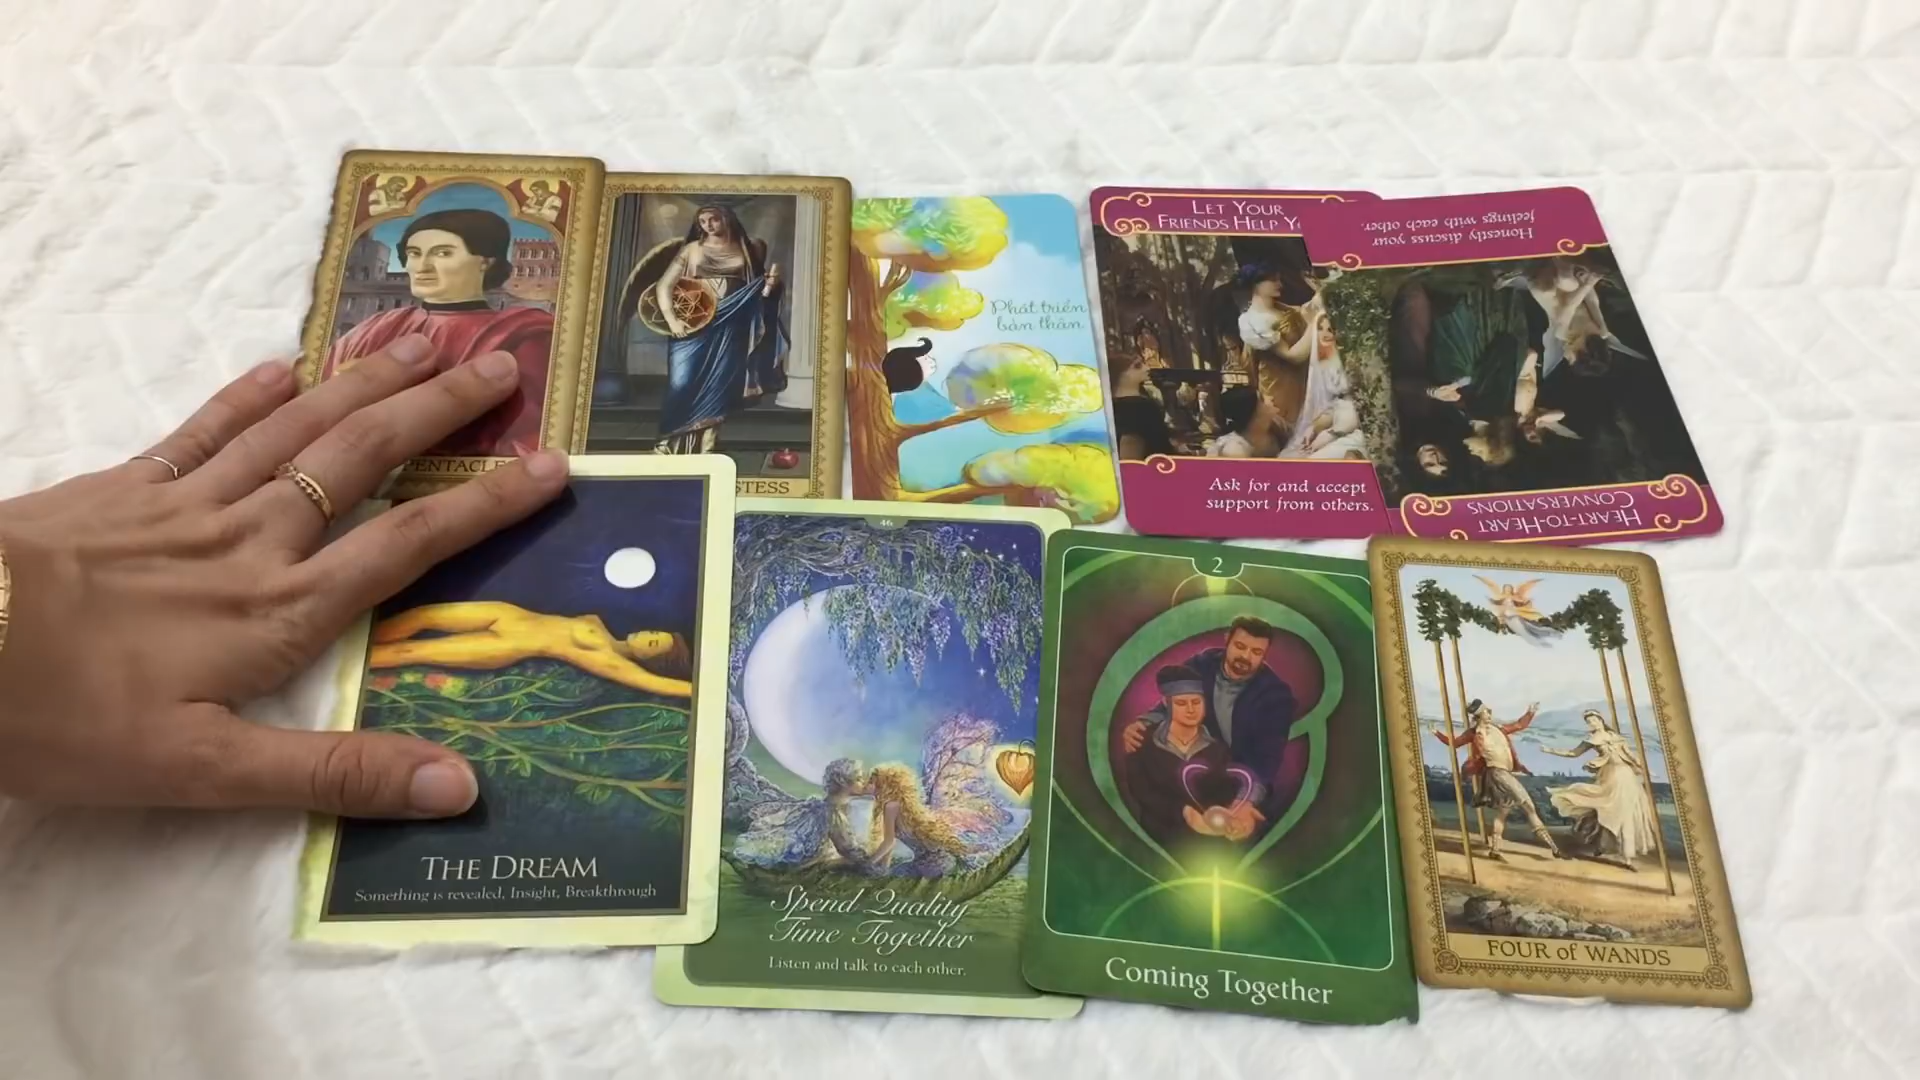 PENTACLE
STESS
Phát triển
bản thân
LET YOUR
FRIENDS HELP
Ask for and accept
support from others.
Honestly discuss your
feelings with each other.
HEART-TO-HEART
CONVERSATIONS
THE DREAM
Something is revealed, Insight, Breakthrough
46
Spend Quality
Time Together
Listen and talk to each other.
2
Coming Together
FOUR of WANDS